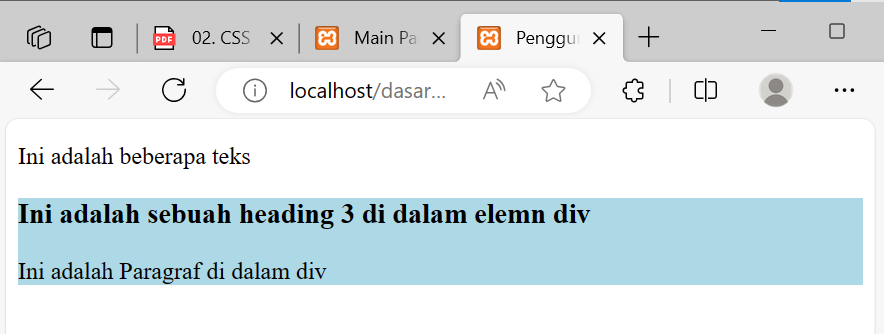 PDF 02. CSS
Main Pa
Penggu
localhost/dasar...
Ini adalah beberapa teks
Ini adalah sebuah heading 3 di dalam elemn div
Ini adalah Paragraf di dalam div